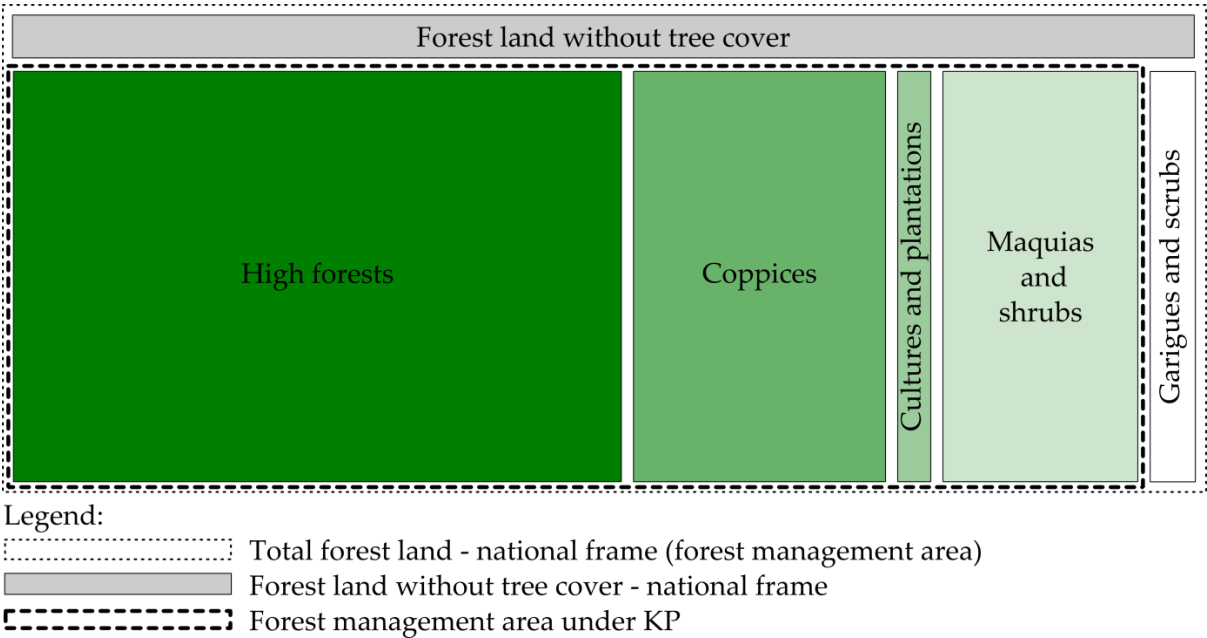 Forest land without tree cover
High forests
Coppices
Cultures and plantations
Maquias
and
shrubs
Garigues and scrubs
Legend:
Total forest land - national frame (forest management area)
Forest land without tree cover - national frame
Forest management area under KP